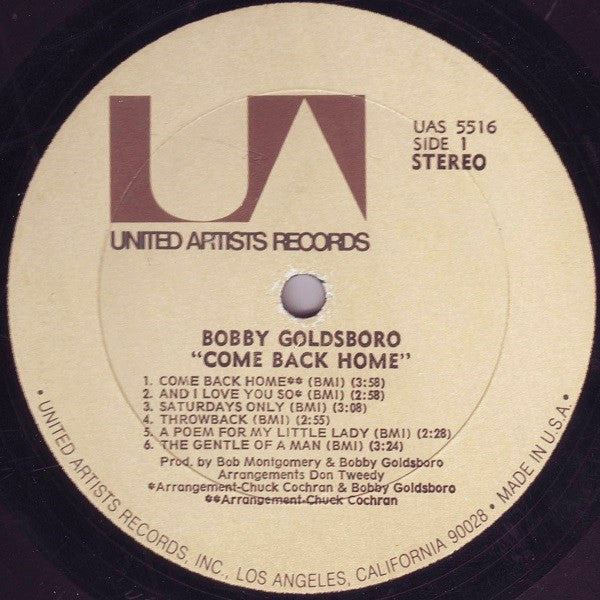 UA
UNITED ARTISTS RECORDS
UAS 5516
SIDE 1
STEREO
BOBBY GOLDSBORO
"COME BACK HOME"
1. COME BACK HOME** (BMI) (3:58)
2. AND I LOVE YOU SO* (BMI) (2:58)
3. SATURDAYS ONLY (BMI) (3:08)
4. THROWBACK (BMI) (2:55)
5. A POEM FOR MY LITTLE LADY (BMI) (2:28)
6. THE GENTLE OF A MAN (BMI) (3:24)
Prod. by Bob Montgomery & Bobby Goldsboro
Arrangements Don Tweedy
*Arrangement-Chuck Cochran & Bobby Goldsboro
**Arrangement-Chuck Cochran
• UNITED ARTISTS RECORDS, INC., LOS ANGELES, CALIFORNIA 90028 • MADE IN U.S.A. •